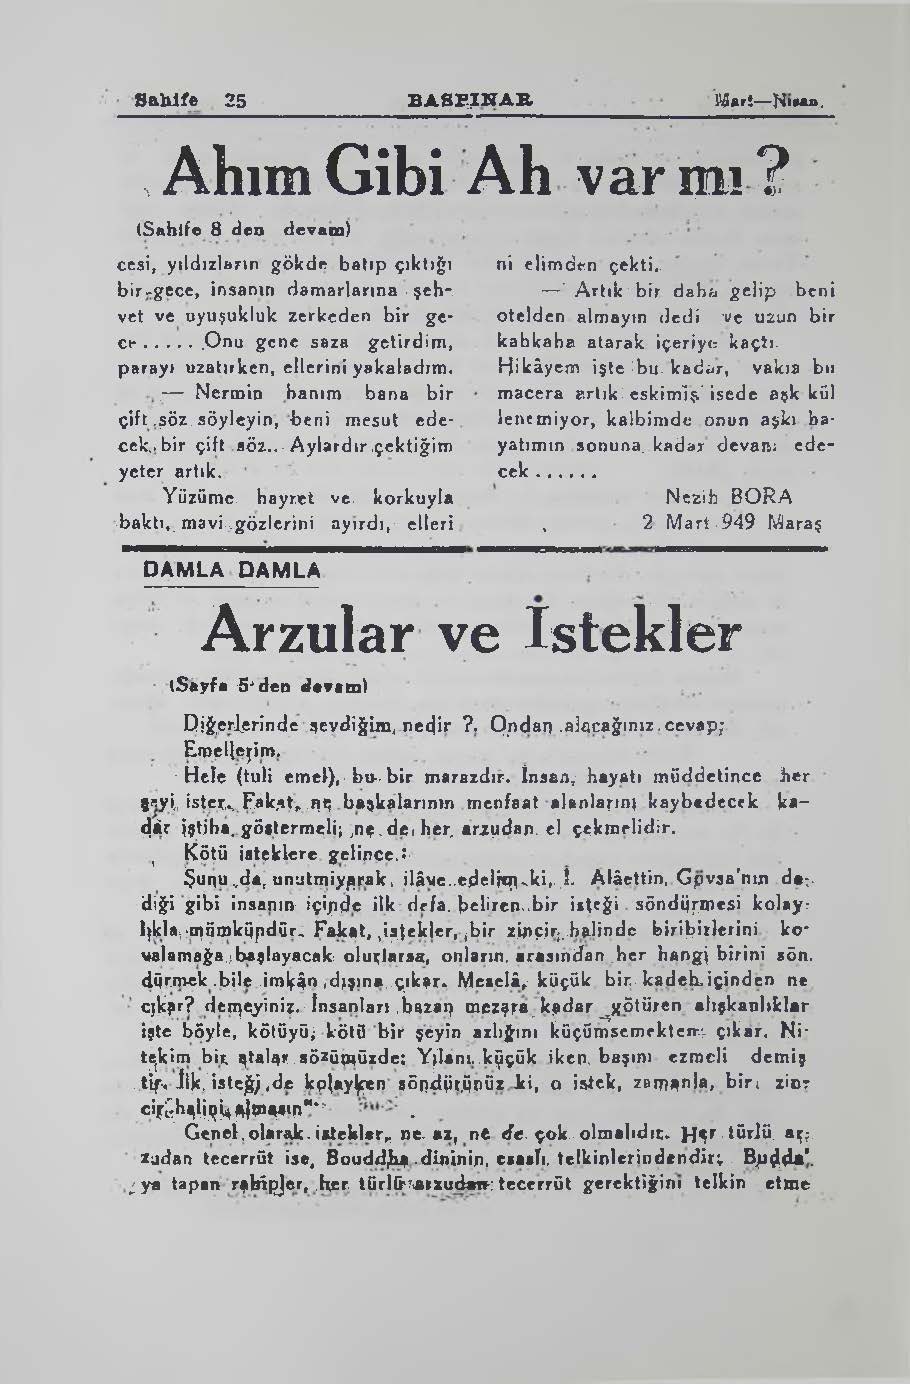 Sahife 25 BAŞPINAR Mart—Nisan.
Ahım Gibi Ah var mı?
(Sahife 8 den devam)
cesi, yıldızların gökde batıp çıktığı
bir gece, insanın damarlarına şeh-
vet ve uyuşukluk zerkeden bir ge-
ce.....Onu gene saza getirdim,
parayı uzatırken, ellerini yakaladım.
— Nermin hanım bana bir
çift söz söyleyin, beni mesut ede-
cek, bir çift söz.. Aylardır çektiğim
yeter artık.
Yüzüme hayret ve korkuyla
baktı, mavi gözlerini ayirdı, elleri
ni elimden çekti.
— Artık bir daha gelip beni
otelden almayın dedi ve uzun bir
kahkaha atarak içeriye kaçtı.
Hikâyem işte bu kadar, vakıa bu
macera artık eskimiş isede aşk kül
lenemiyor, kalbimde onun aşkı ha-
yatımın sonuna kadar devam ede-
cek......
Nezih BORA
2 Mart 949 Maraş
DAMLA DAMLA
Arzular ve İstekler
(Sayfa 5 den devam)
Diğerlerinde sevdiğim nedir ?. Ondan alacağınız cevap;
Emellerim.
Hele (tuli emel), bu bir marazdır. İnsan, hayatı müddetince her
şeyi ister. Fakat, ne başkalarının menfaat alanlarını kaybedecek ka-
dar iştiha göstermeli; ne de her arzudan el çekmelidir.
Kötü isteklere gelince :
Şunu da unutmiyarak ilâve edelim ki, İ. Alâettin Gövsa'nın de-
diği gibi insanın içinde ilk defa beliren bir isteği söndürmesi kolay-
lıkla mümküpdür. Fakat, istekler, bir zincir halinde biribirlerini ko-
valamağa başlayacak olurlarsa, onların arasından her hangi birini sön.
dürmek bile imkân dışına çıkar. Meselâ, küçük bir kadeh içinden ne
çıkar? demeyiniz. İnsanları bazan mezara kadar götüren alışkanlıklar
işte böyle, kötüyü, kötü bir şeyin azlığını küçümsemekten çıkar. Ni-
tekim bir atalar sözümüzde: Yılanı küçük iken başını ezmeli demiş
tir. İlk isteği de kolayken söndürünüz ki, o istek, zamanla, bir zin-
cir halini almasın"
Genel olarak istekler, ne az, ne de çok olmalıdır. Her türlü ar-
zudan tecerrüt ise, Bouddha dininin esaslı telkinlerindendir; Budda'
ya tapan rahipler, her türlü arzudan tecerrüt gerektiğini telkin etme